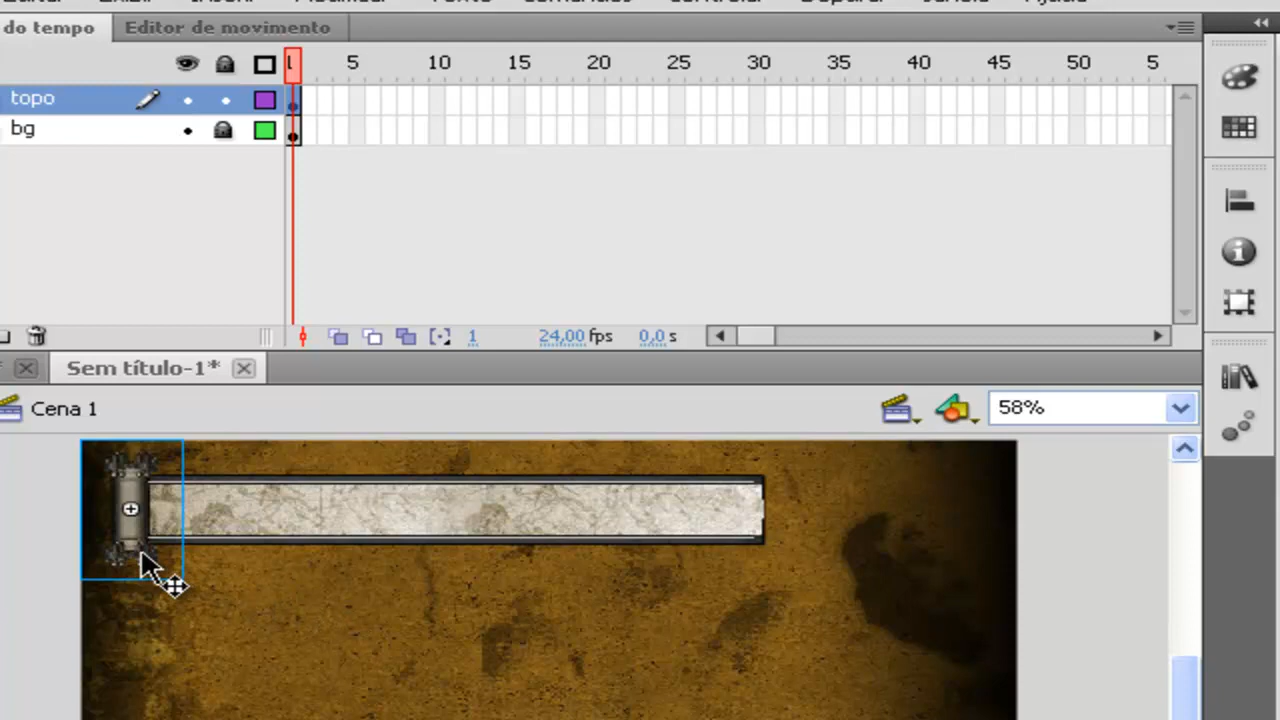 do tempo Editor de movimento
1 5 10 15 20 25 30 35 40 45 50 5
topo
bg
1 24,00 fps 0,0 s
Sem título-1*
Cena 1 58%